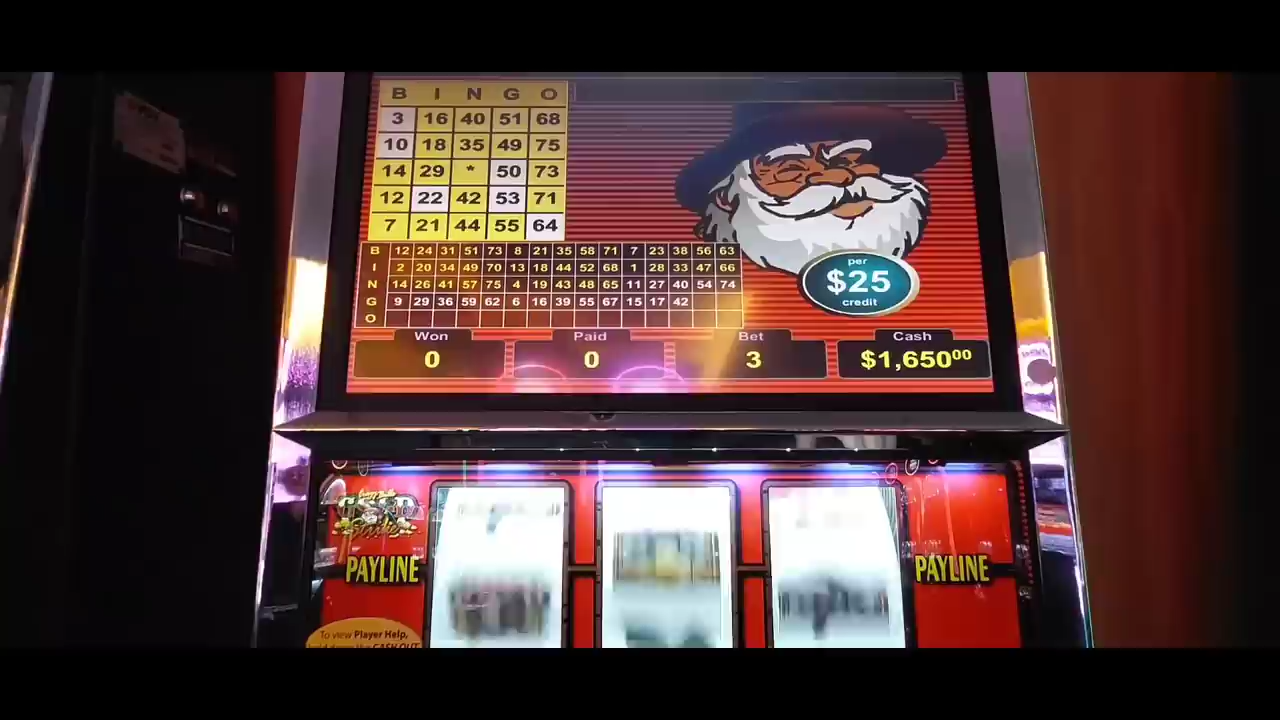 B I N G O
3 16 40 51 68
10 18 35 49 75
14 29 * 50 73
12 22 42 53 71
7 21 44 55 64
B 12 24 31 51 73 8 21 35 58 71 7 23 38 56 63
I 2 20 34 49 70 13 18 44 52 68 1 28 33 47 66
N 14 26 41 57 75 4 19 43 48 65 11 27 40 54 74
G 9 29 36 59 62 6 16 39 55 67 15 17 42
O
per
$25
credit
Won Paid Bet Cash
0 0 3 $1,650⁰⁰
PAYLINE PAYLINE
To view Player Help,
CASH OUT